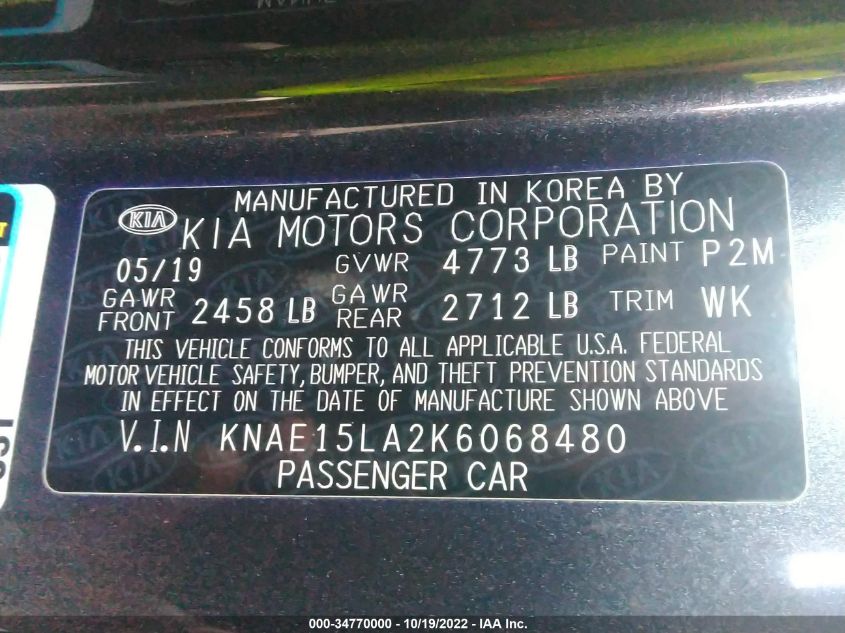 MANUFACTURED IN KOREA BY
KIA KIA MOTORS CORPORATION
05/19 GVWR 4773 LB PAINT P2M
GAWR FRONT 2458 LB GAWR REAR 2712 LB TRIM WK
THIS VEHICLE CONFORMS TO ALL APPLICABLE U.S.A. FEDERAL
MOTOR VEHICLE SAFETY, BUMPER, AND THEFT PREVENTION STANDARDS
IN EFFECT ON THE DATE OF MANUFACTURE SHOWN ABOVE
V.I.N KNAE15LA2K6068480
PASSENGER CAR
000-34770000 - 10/19/2022 - IAA Inc.